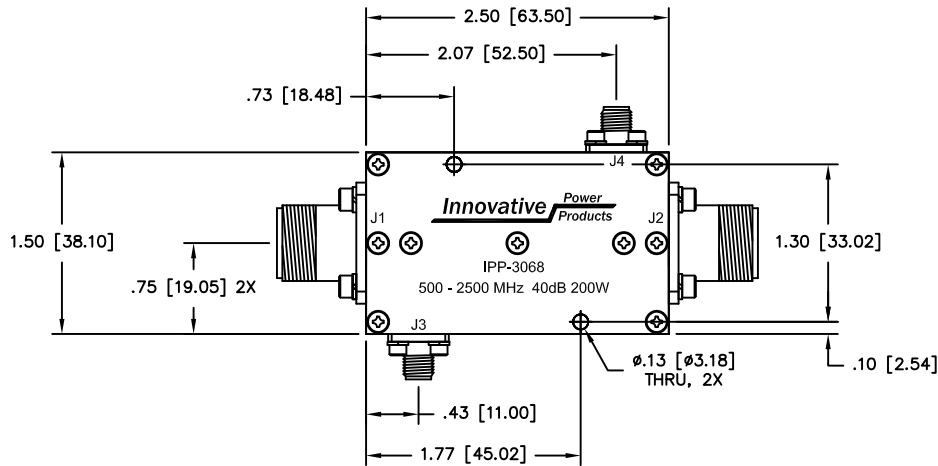 2.50 [63.50]
2.07 [52.50]
.73 [18.48]
J4
1.50 [38.10]
Innovative Power Products
J1
J2
1.30 [33.02]
.75 [19.05] 2X
IPP-3068
500 - 2500 MHz 40dB 200W
J3
ø.13 [ø3.18]
THRU, 2X
.10 [2.54]
.43 [11.00]
1.77 [45.02]